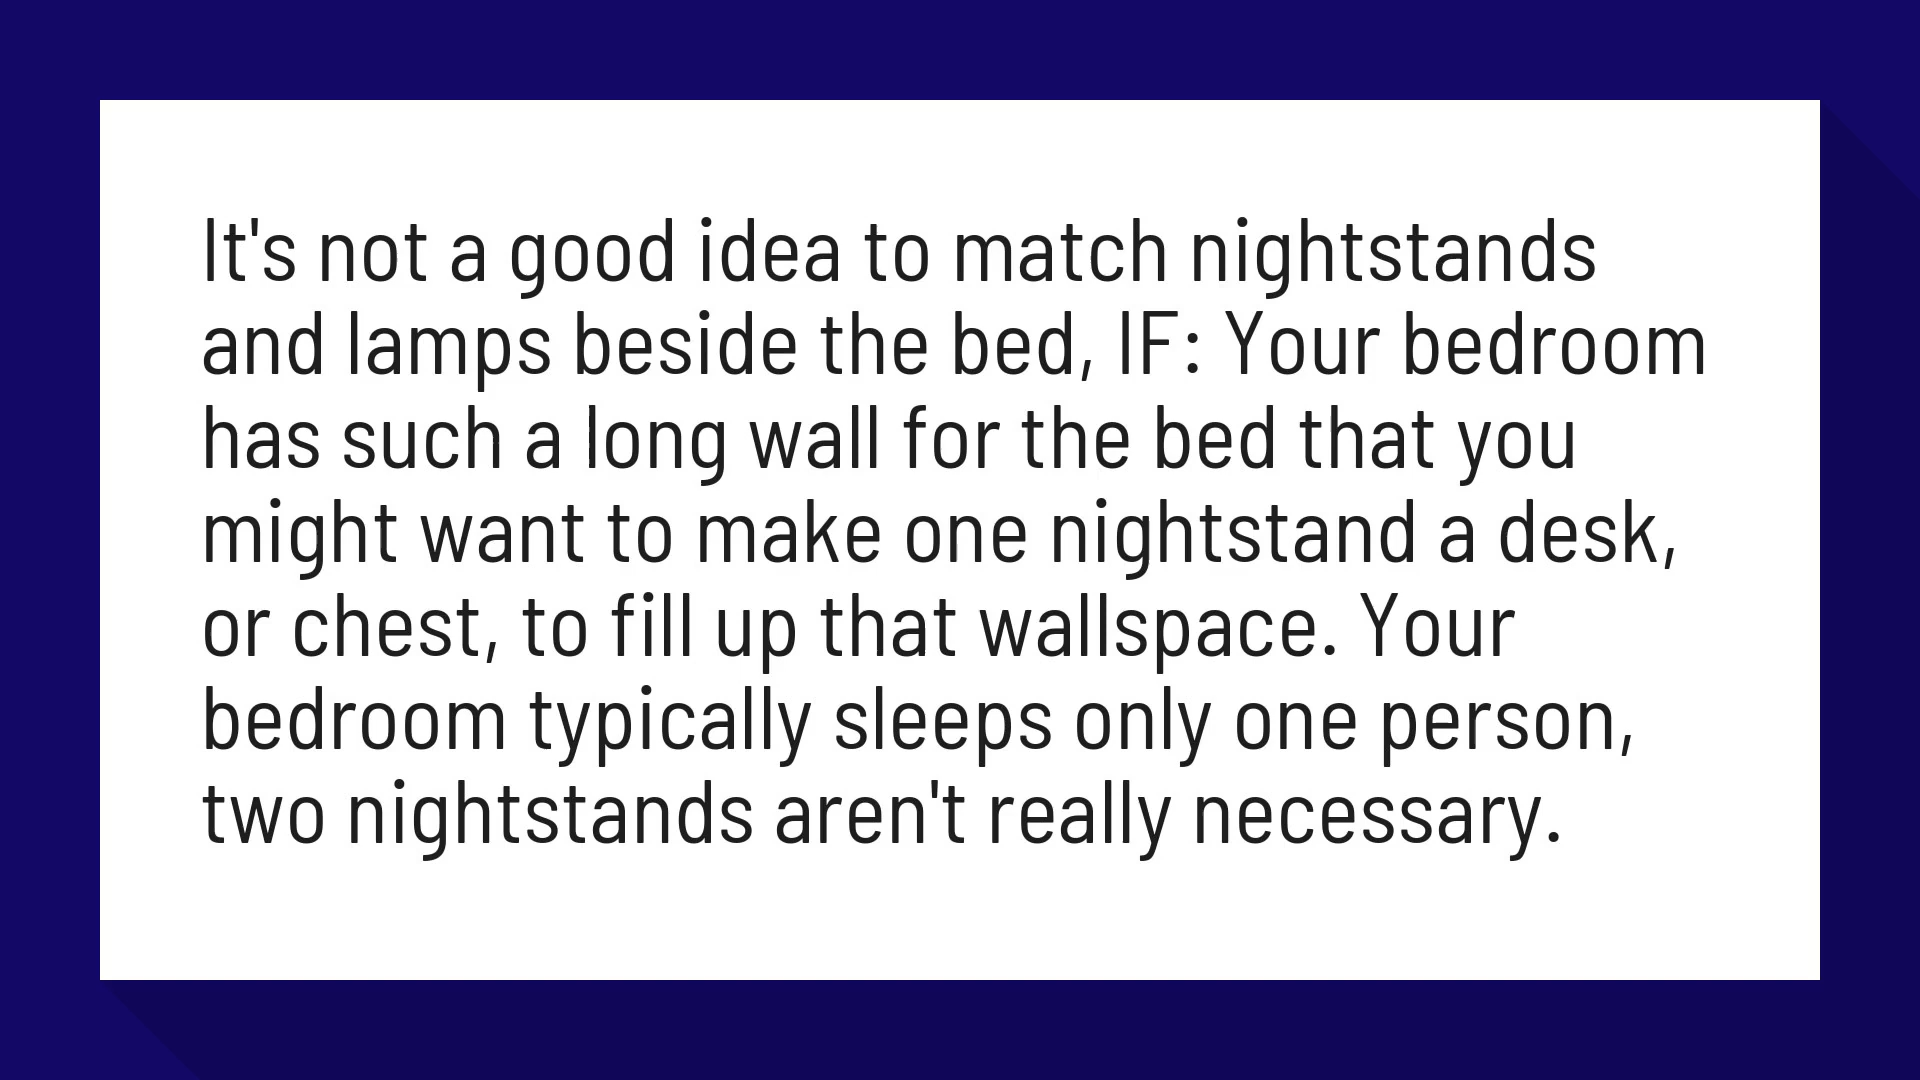 It's not a good idea to match nightstands
and lamps beside the bed, IF: Your bedroom
has such a long wall for the bed that you
might want to make one nightstand a desk,
or chest, to fill up that wallspace. Your
bedroom typically sleeps only one person,
two nightstands aren't really necessary.